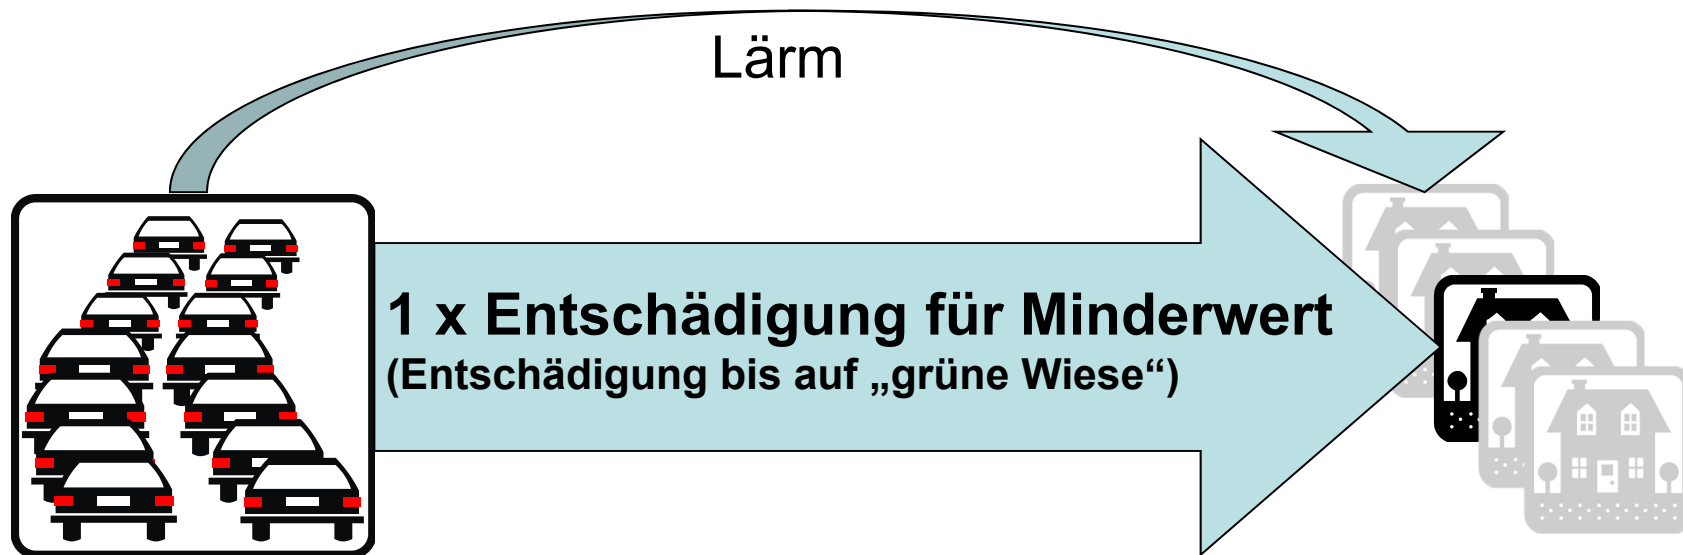 Lärm
1 x Entschädigung für Minderwert
(Entschädigung bis auf „grüne Wiese“)